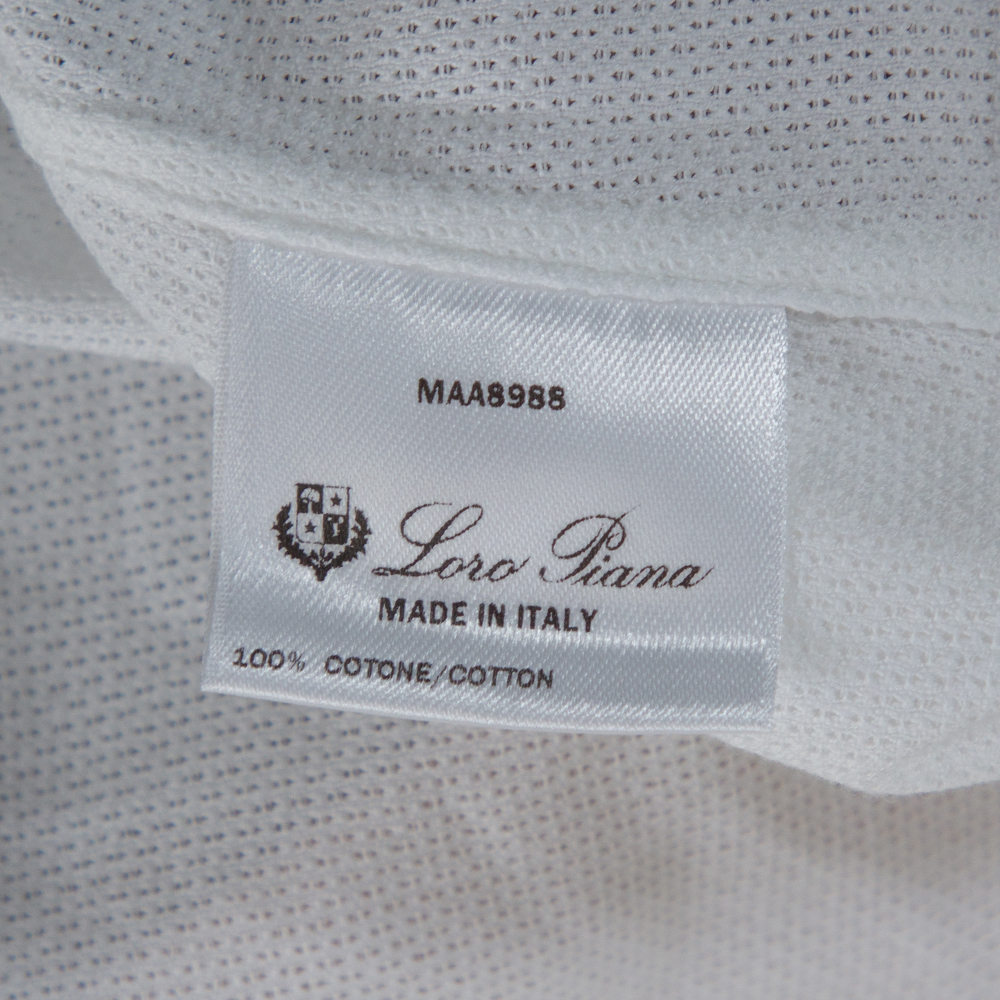 MAA8988
Loro Piana
MADE IN ITALY
100% COTONE/COTTON